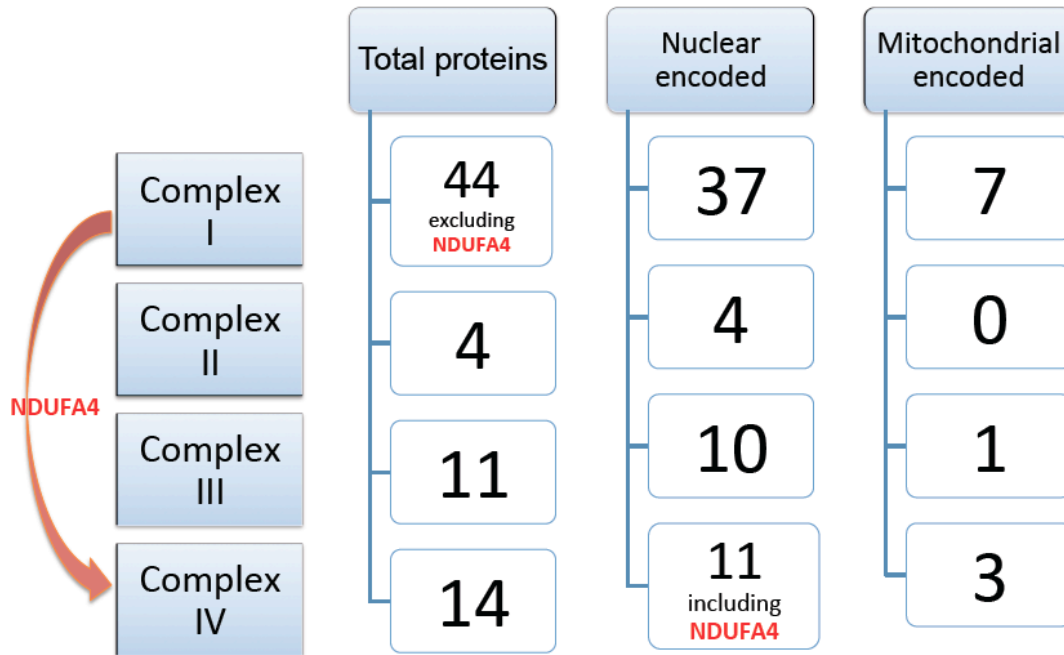 Total proteins
Nuclear
encoded
Mitochondrial
encoded
Complex
I
44
excluding
NDUFA4
37
7
Complex
II
4
4
0
NDUFA4
Complex
III
11
10
1
Complex
IV
14
11
including
NDUFA4
3